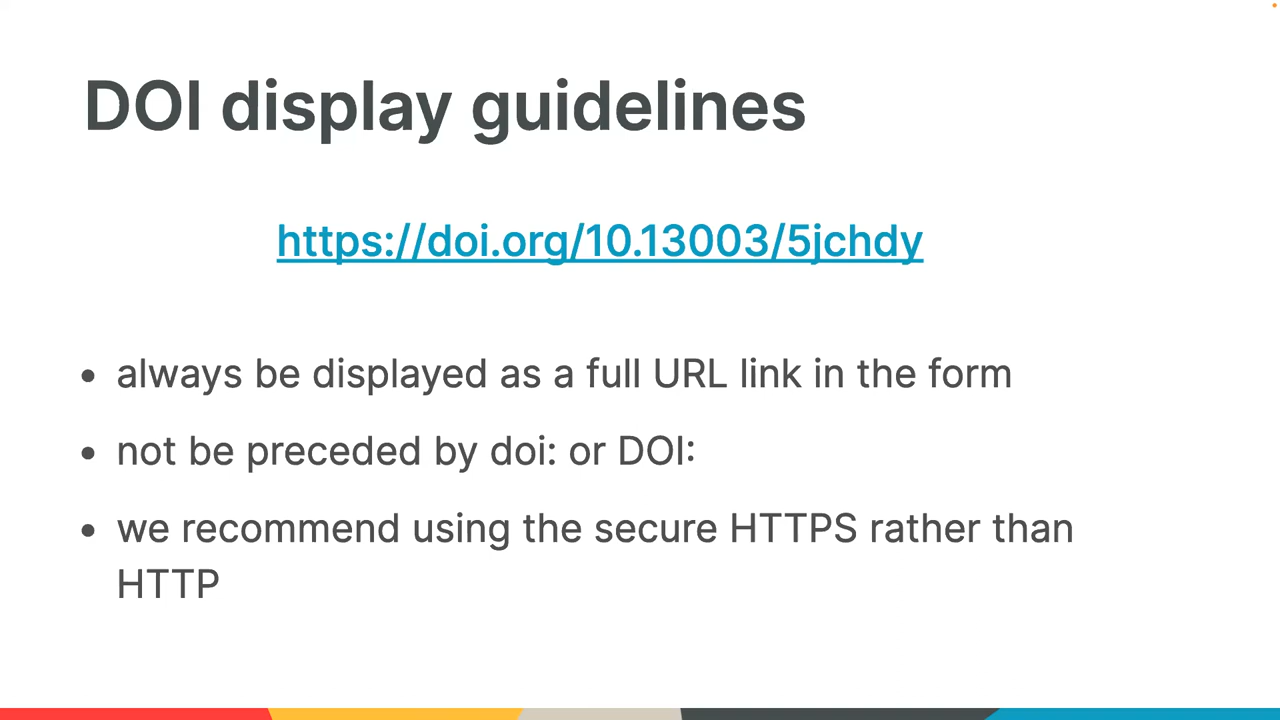 DOI display guidelines
https://doi.org/10.13003/5jchdy
• always be displayed as a full URL link in the form
• not be preceded by doi: or DOI:
• we recommend using the secure HTTPS rather than
HTTP